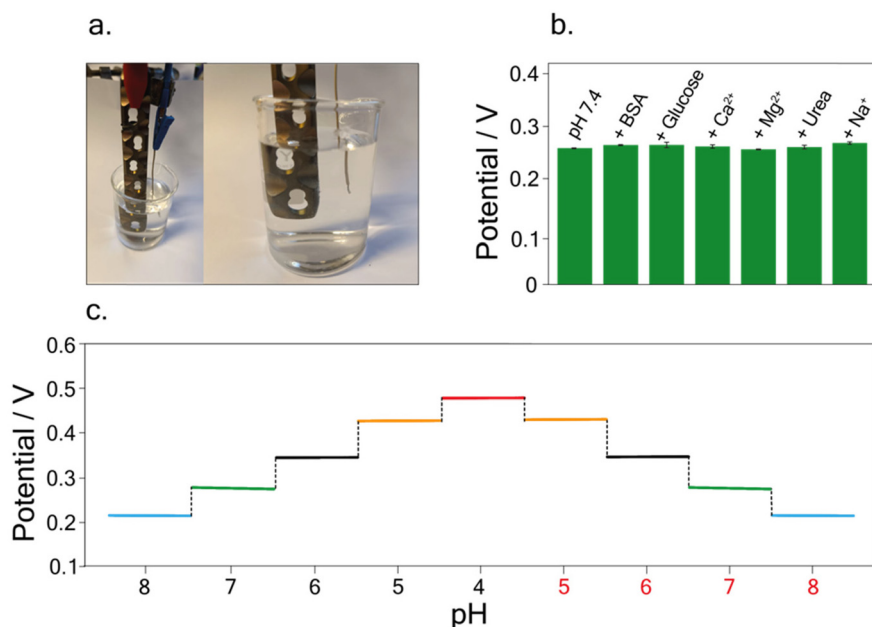 a.
b.
Potential / V
0.4
0.3
0.2
0.1
0
pH 7.4
+ BSA
+ Glucose
+ Ca²⁺
+ Mg²⁺
+ Urea
+ Na⁺
c.
Potential / V
0.6
0.5
0.4
0.3
0.2
0.1
8 7 6 5 4 5 6 7 8
pH